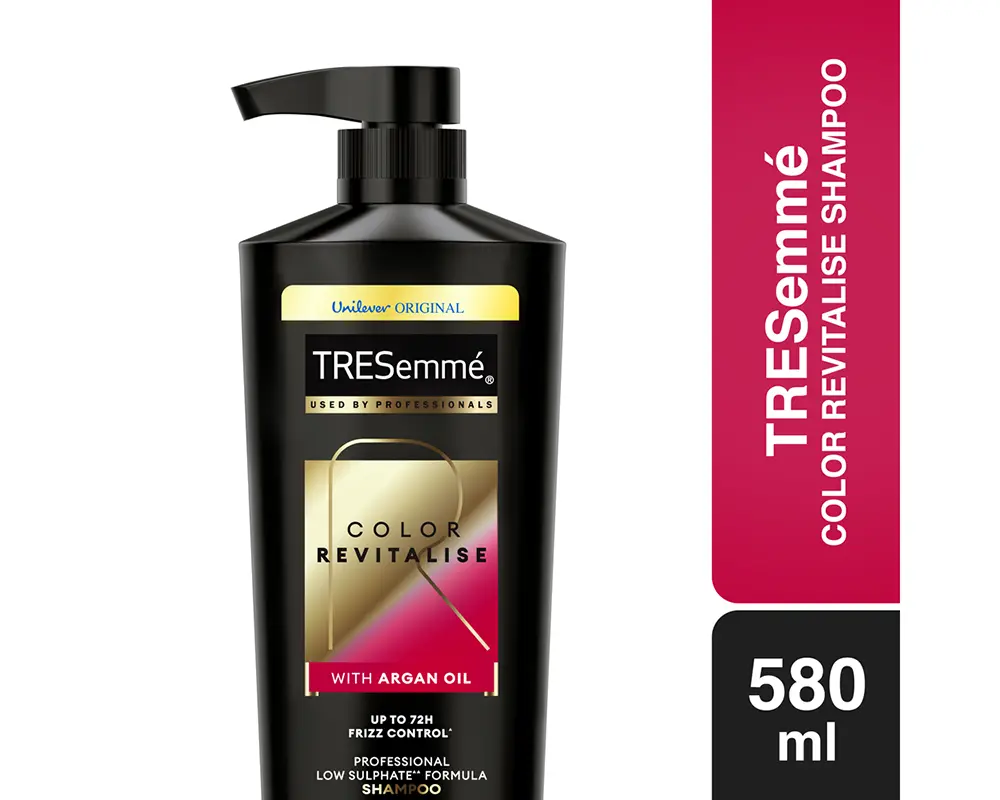 Unilever ORIGINAL
TRESemmé®
USED BY PROFESSIONALS
R
COLOR
REVITALISE
WITH ARGAN OIL
UP TO 72H
FRIZZ CONTROL^
PROFESSIONAL
LOW SULPHATE** FORMULA
SHAMPOO
TRESemmé
COLOR REVITALISE SHAMPOO
580
ml